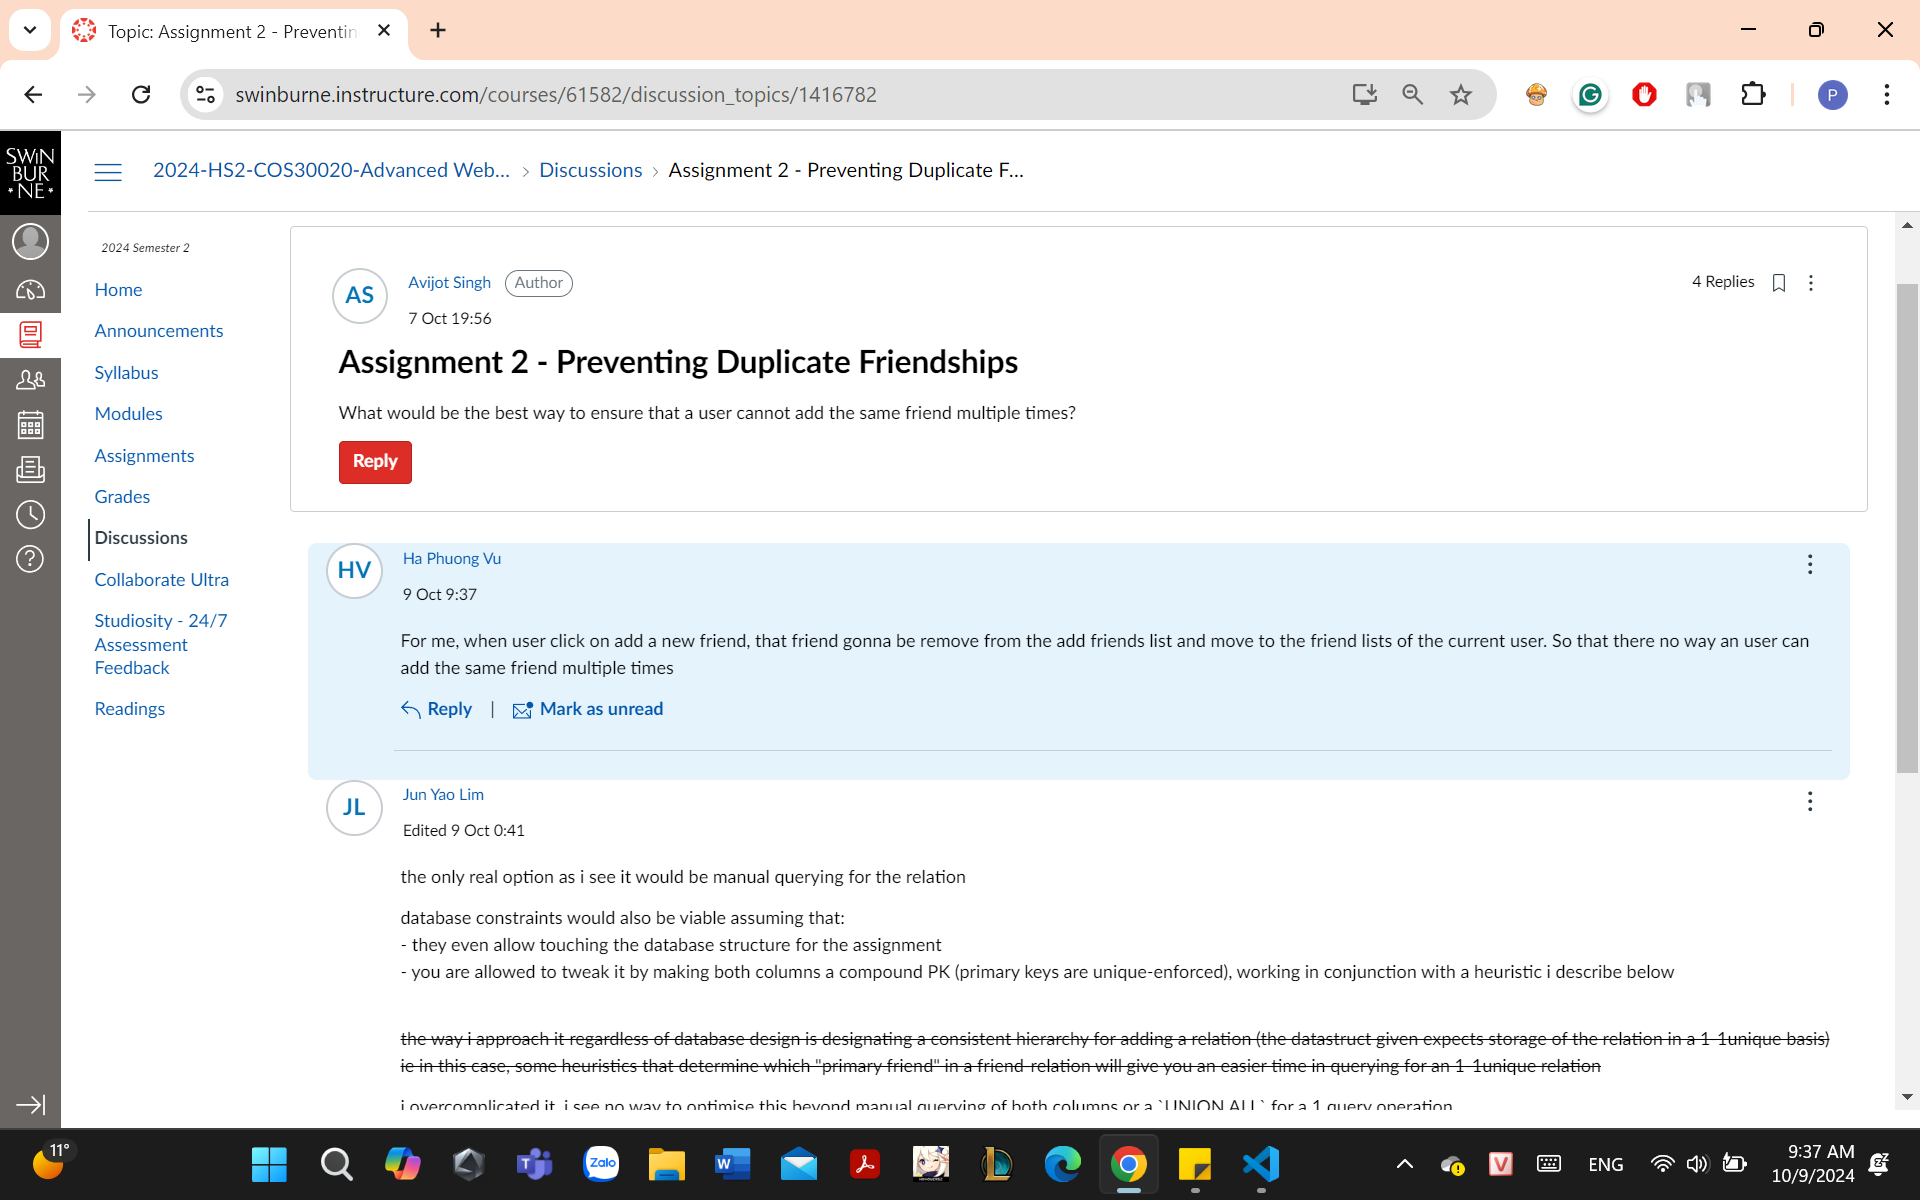 Topic: Assignment 2 - Preventin
swinburne.instructure.com/courses/61582/discussion_topics/1416782
P
SWIN
BUR
NE
2024-HS2-COS30020-Advanced Web... > Discussions > Assignment 2 - Preventing Duplicate F...
2024 Semester 2
Home
Announcements
Syllabus
Modules
Assignments
Grades
Discussions
Collaborate Ultra
Studiosity - 24/7
Assessment
Feedback
Readings
AS
Avijot Singh Author
7 Oct 19:56
4 Replies
Assignment 2 - Preventing Duplicate Friendships
What would be the best way to ensure that a user cannot add the same friend multiple times?
Reply
HV
Ha Phuong Vu
9 Oct 9:37
For me, when user click on add a new friend, that friend gonna be remove from the add friends list and move to the friend lists of the current user. So that there no way an user can
add the same friend multiple times
Reply | Mark as unread
JL
Jun Yao Lim
Edited 9 Oct 0:41
the only real option as i see it would be manual querying for the relation
database constraints would also be viable assuming that:
- they even allow touching the database structure for the assignment
- you are allowed to tweak it by making both columns a compound PK (primary keys are unique-enforced), working in conjunction with a heuristic i describe below
the way i approach it regardless of database design is designating a consistent hierarchy for adding a relation (the datastruct given expects storage of the relation in a 1-1unique basis)
ie in this case, some heuristics that determine which "primary friend" in a friend-relation will give you an easier time in querying for an 1-1unique relation
i overcomplicated it, i see no way to optimise this beyond manual querying of both columns or a `UNION ALL` for a 1 query operation
11°
Zalo
ENG
9:37 AM
10/9/2024